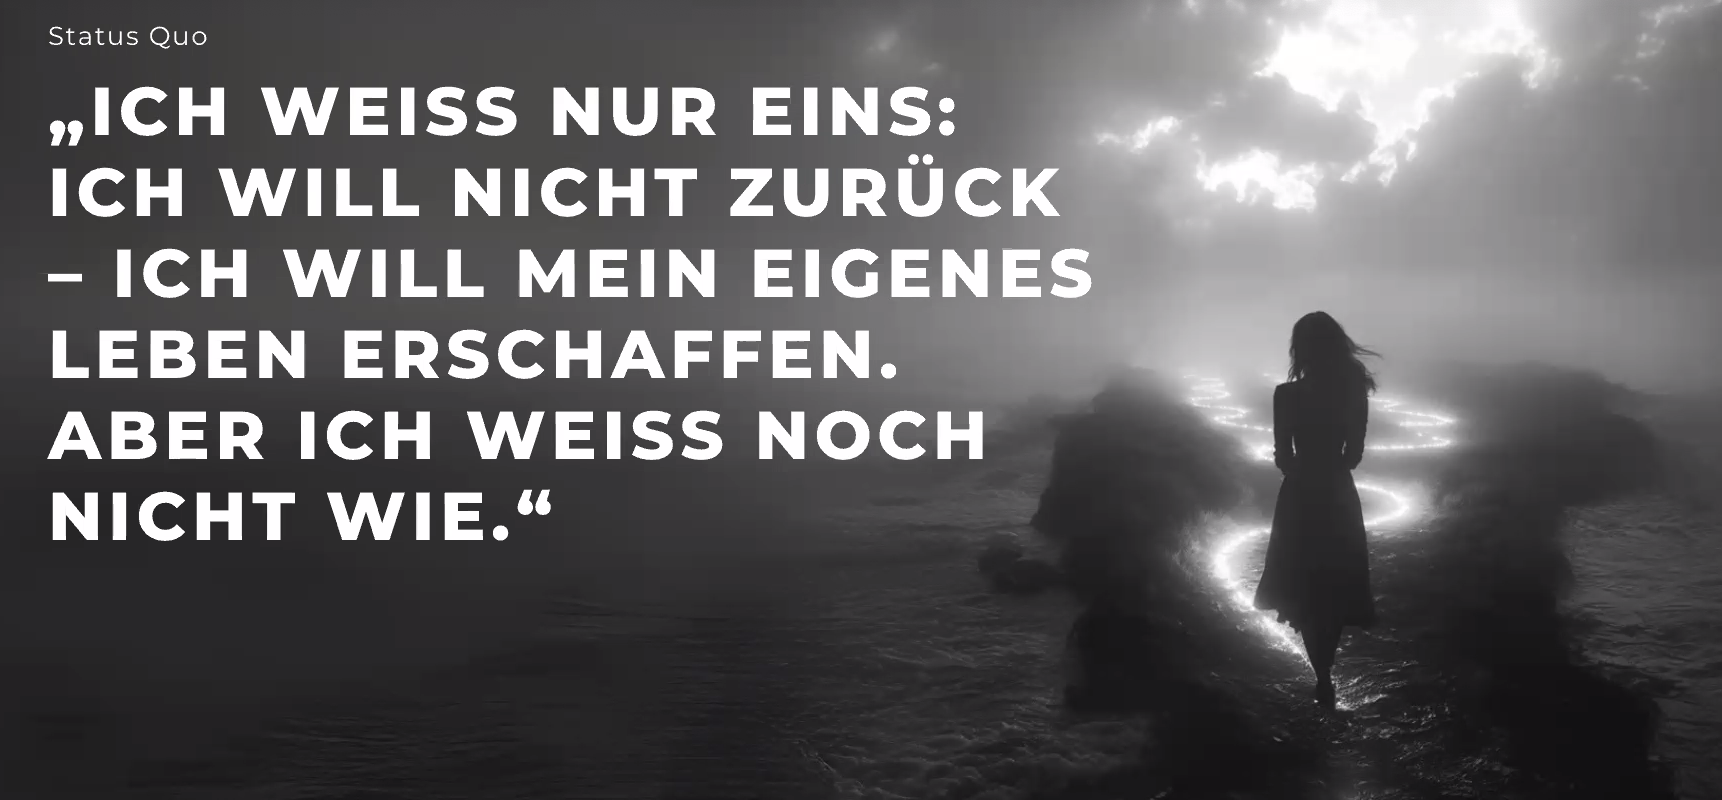 Status Quo
„ICH WEISS NUR EINS:
ICH WILL NICHT ZURÜCK
– ICH WILL MEIN EIGENES
LEBEN ERSCHAFFEN.
ABER ICH WEISS NOCH
NICHT WIE.“